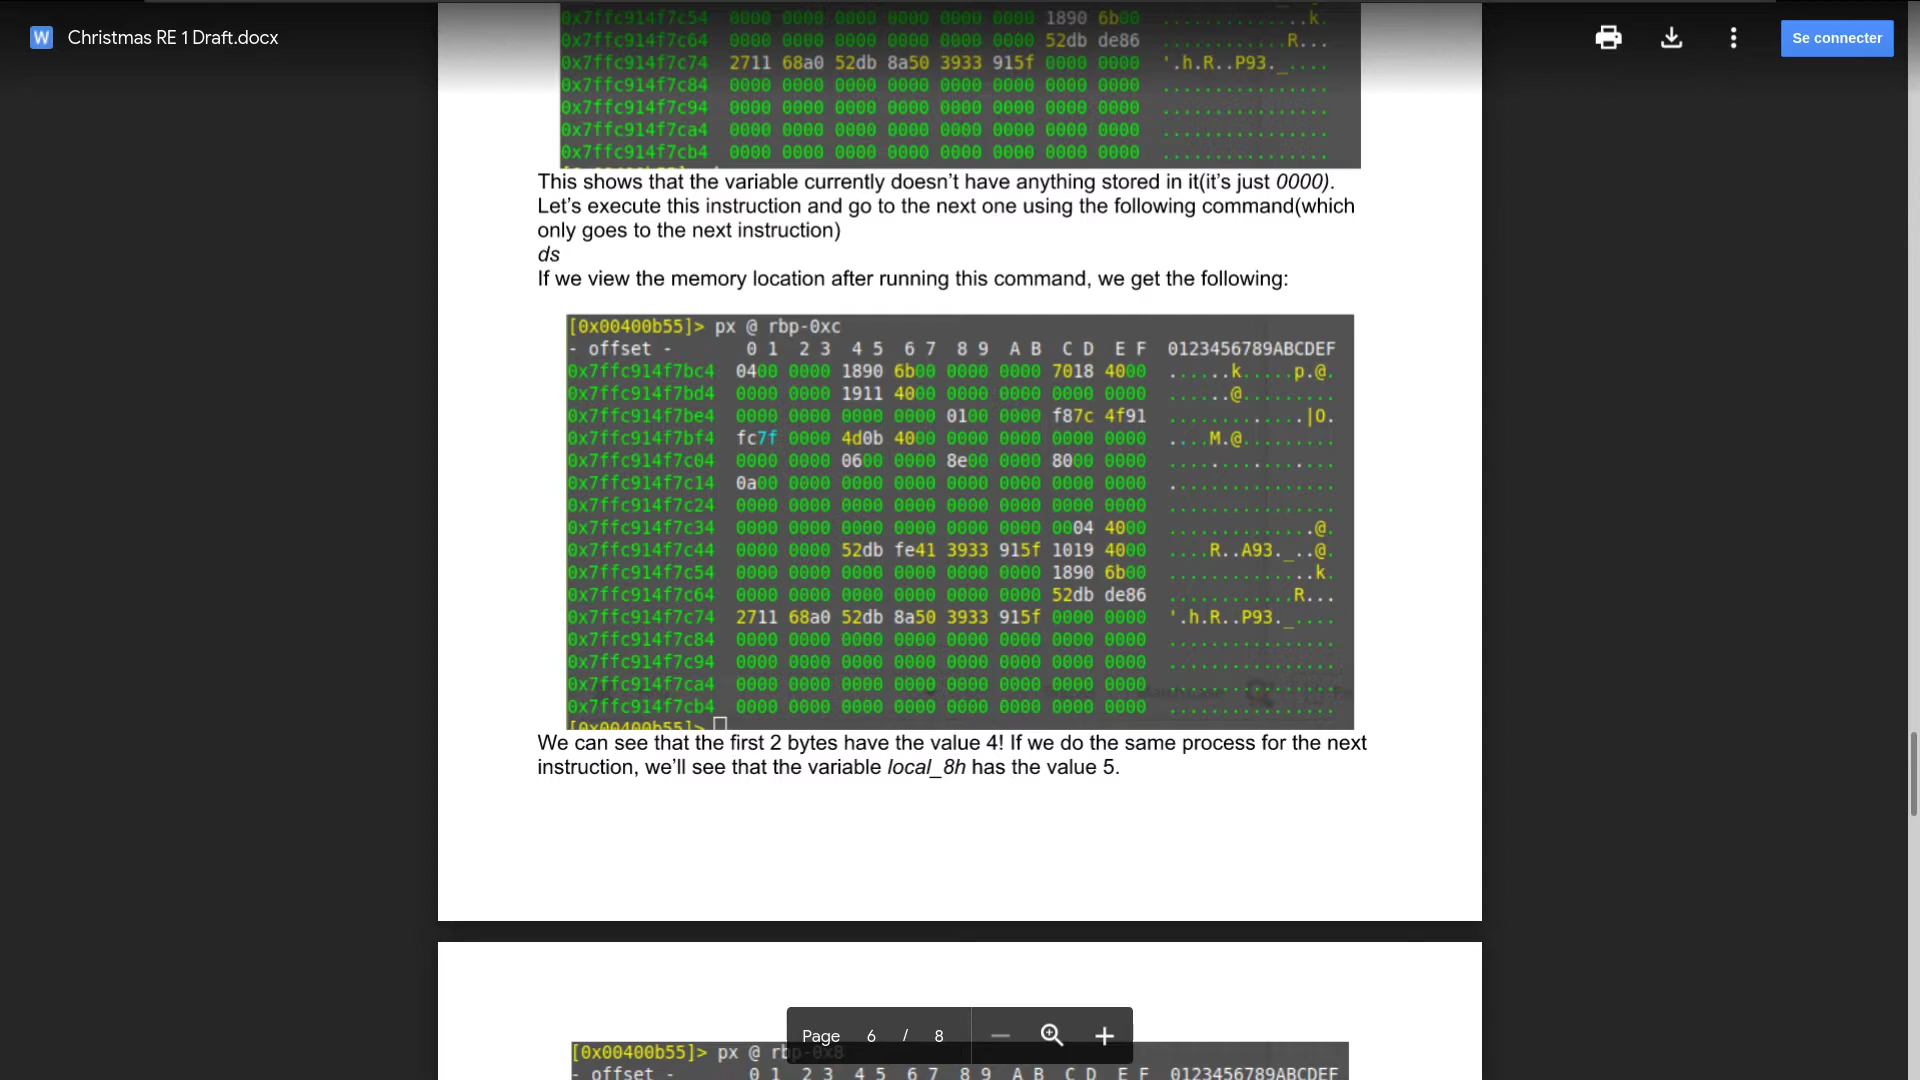 Christmas RE 1 Draft.docx
Se connecter
0x7ffc914f7c54 0000 0000 0000 0000 0000 0000 1890 6b00 ..............k.
0x7ffc914f7c64 0000 0000 0000 0000 0000 0000 52db de86 ............R...
0x7ffc914f7c74 2711 68a0 52db 8a50 3933 915f 0000 0000 '.h.R..P93._....
0x7ffc914f7c84 0000 0000 0000 0000 0000 0000 0000 0000 ................
0x7ffc914f7c94 0000 0000 0000 0000 0000 0000 0000 0000 ................
0x7ffc914f7ca4 0000 0000 0000 0000 0000 0000 0000 0000 ................
0x7ffc914f7cb4 0000 0000 0000 0000 0000 0000 0000 0000 ................
This shows that the variable currently doesn't have anything stored in it(it's just 0000).
Let's execute this instruction and go to the next one using the following command(which
only goes to the next instruction)
ds
If we view the memory location after running this command, we get the following:
[0x00400b55]> px @ rbp-0xc
- offset - 0 1 2 3 4 5 6 7 8 9 A B C D E F 0123456789ABCDEF
0x7ffc914f7bc4 0400 0000 1890 6b00 0000 0000 7018 4000 ......k.....p.@.
0x7ffc914f7bd4 0000 0000 1911 4000 0000 0000 0000 0000 ......@.........
0x7ffc914f7be4 0000 0000 0000 0000 0100 0000 f87c 4f91 .............|O.
0x7ffc914f7bf4 fc7f 0000 4d0b 4000 0000 0000 0000 0000 ....M.@.........
0x7ffc914f7c04 0000 0000 0600 0000 8e00 0000 8000 0000 ................
0x7ffc914f7c14 0a00 0000 0000 0000 0000 0000 0000 0000 ................
0x7ffc914f7c24 0000 0000 0000 0000 0000 0000 0000 0000 ................
0x7ffc914f7c34 0000 0000 0000 0000 0000 0000 0004 4000 ..............@.
0x7ffc914f7c44 0000 0000 52db fe41 3933 915f 1019 4000 ....R..A93._..@.
0x7ffc914f7c54 0000 0000 0000 0000 0000 0000 1890 6b00 ..............k.
0x7ffc914f7c64 0000 0000 0000 0000 0000 0000 52db de86 ............R...
0x7ffc914f7c74 2711 68a0 52db 8a50 3933 915f 0000 0000 '.h.R..P93._....
0x7ffc914f7c84 0000 0000 0000 0000 0000 0000 0000 0000 ................
0x7ffc914f7c94 0000 0000 0000 0000 0000 0000 0000 0000 ................
0x7ffc914f7ca4 0000 0000 0000 0000 0000 0000 0000 0000 ................
0x7ffc914f7cb4 0000 0000 0000 0000 0000 0000 0000 0000 ................
[0x00400b55]>
We can see that the first 2 bytes have the value 4! If we do the same process for the next
instruction, we'll see that the variable local_8h has the value 5.
Page 6 / 8
[0x00400b55]> px @ rbp-0x8
- offset - 0 1 2 3 4 5 6 7 8 9 A B C D E F 0123456789ABCDEF